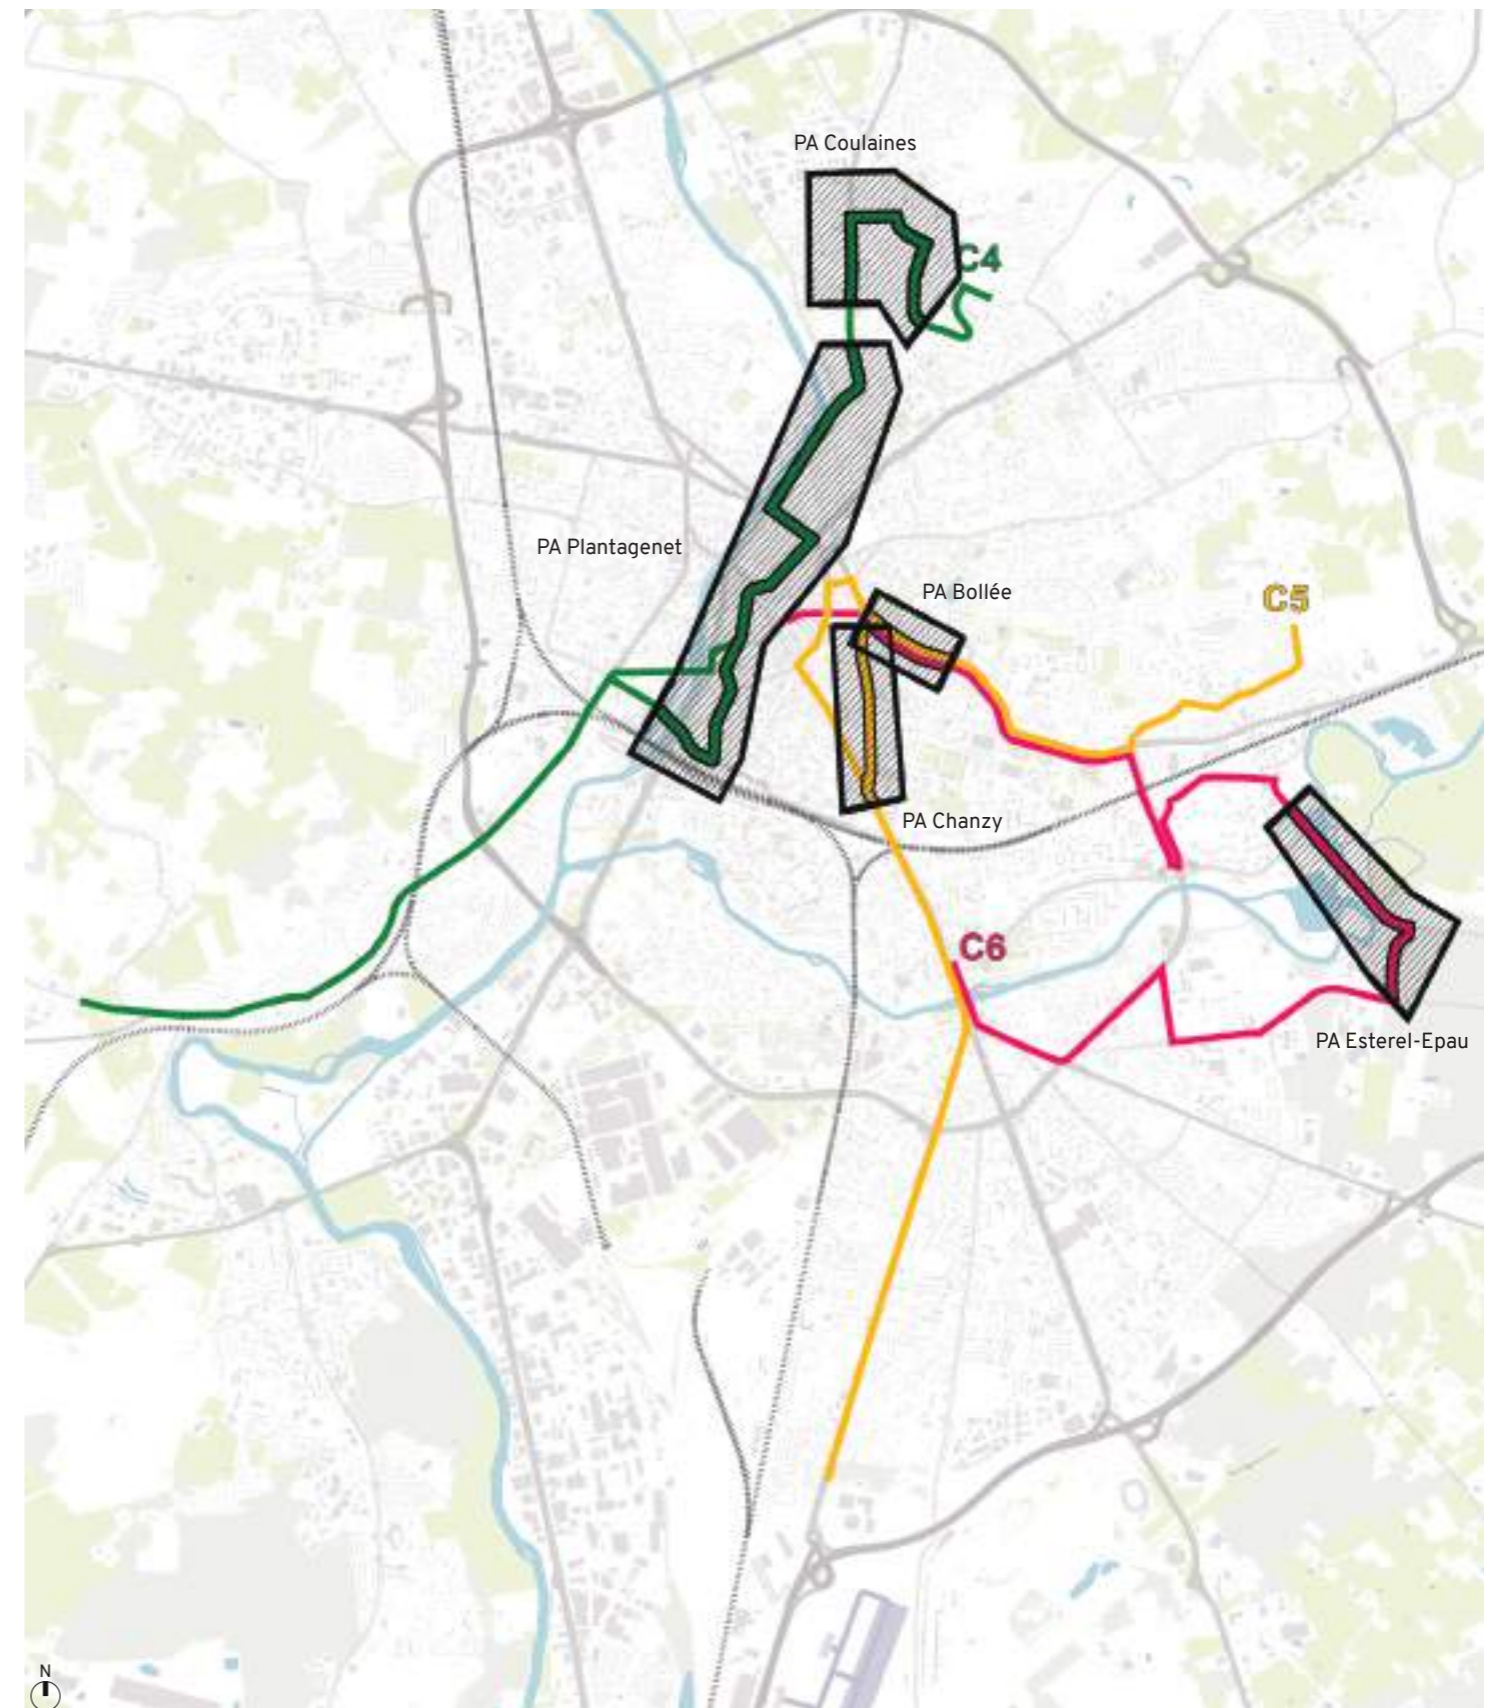 PA Coulaines
C4
PA Plantagenet
PA Bollée
C5
PA Chanzy
C6
PA Esterel-Epau
N